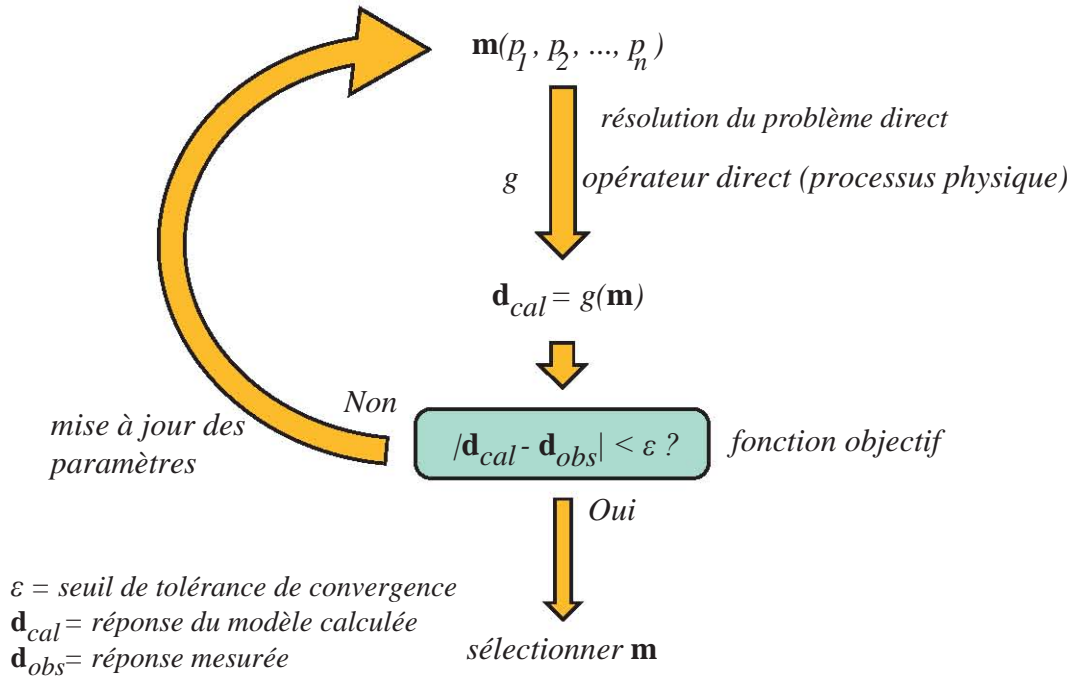 m(p1, p2, ..., pn)
résolution du problème direct
g opérateur direct (processus physique)
dcal = g(m)
Non
mise à jour des
paramètres
|dcal - dobs| < ε ?
fonction objectif
Oui
ε = seuil de tolérance de convergence
dcal = réponse du modèle calculée
dobs = réponse mesurée
sélectionner m